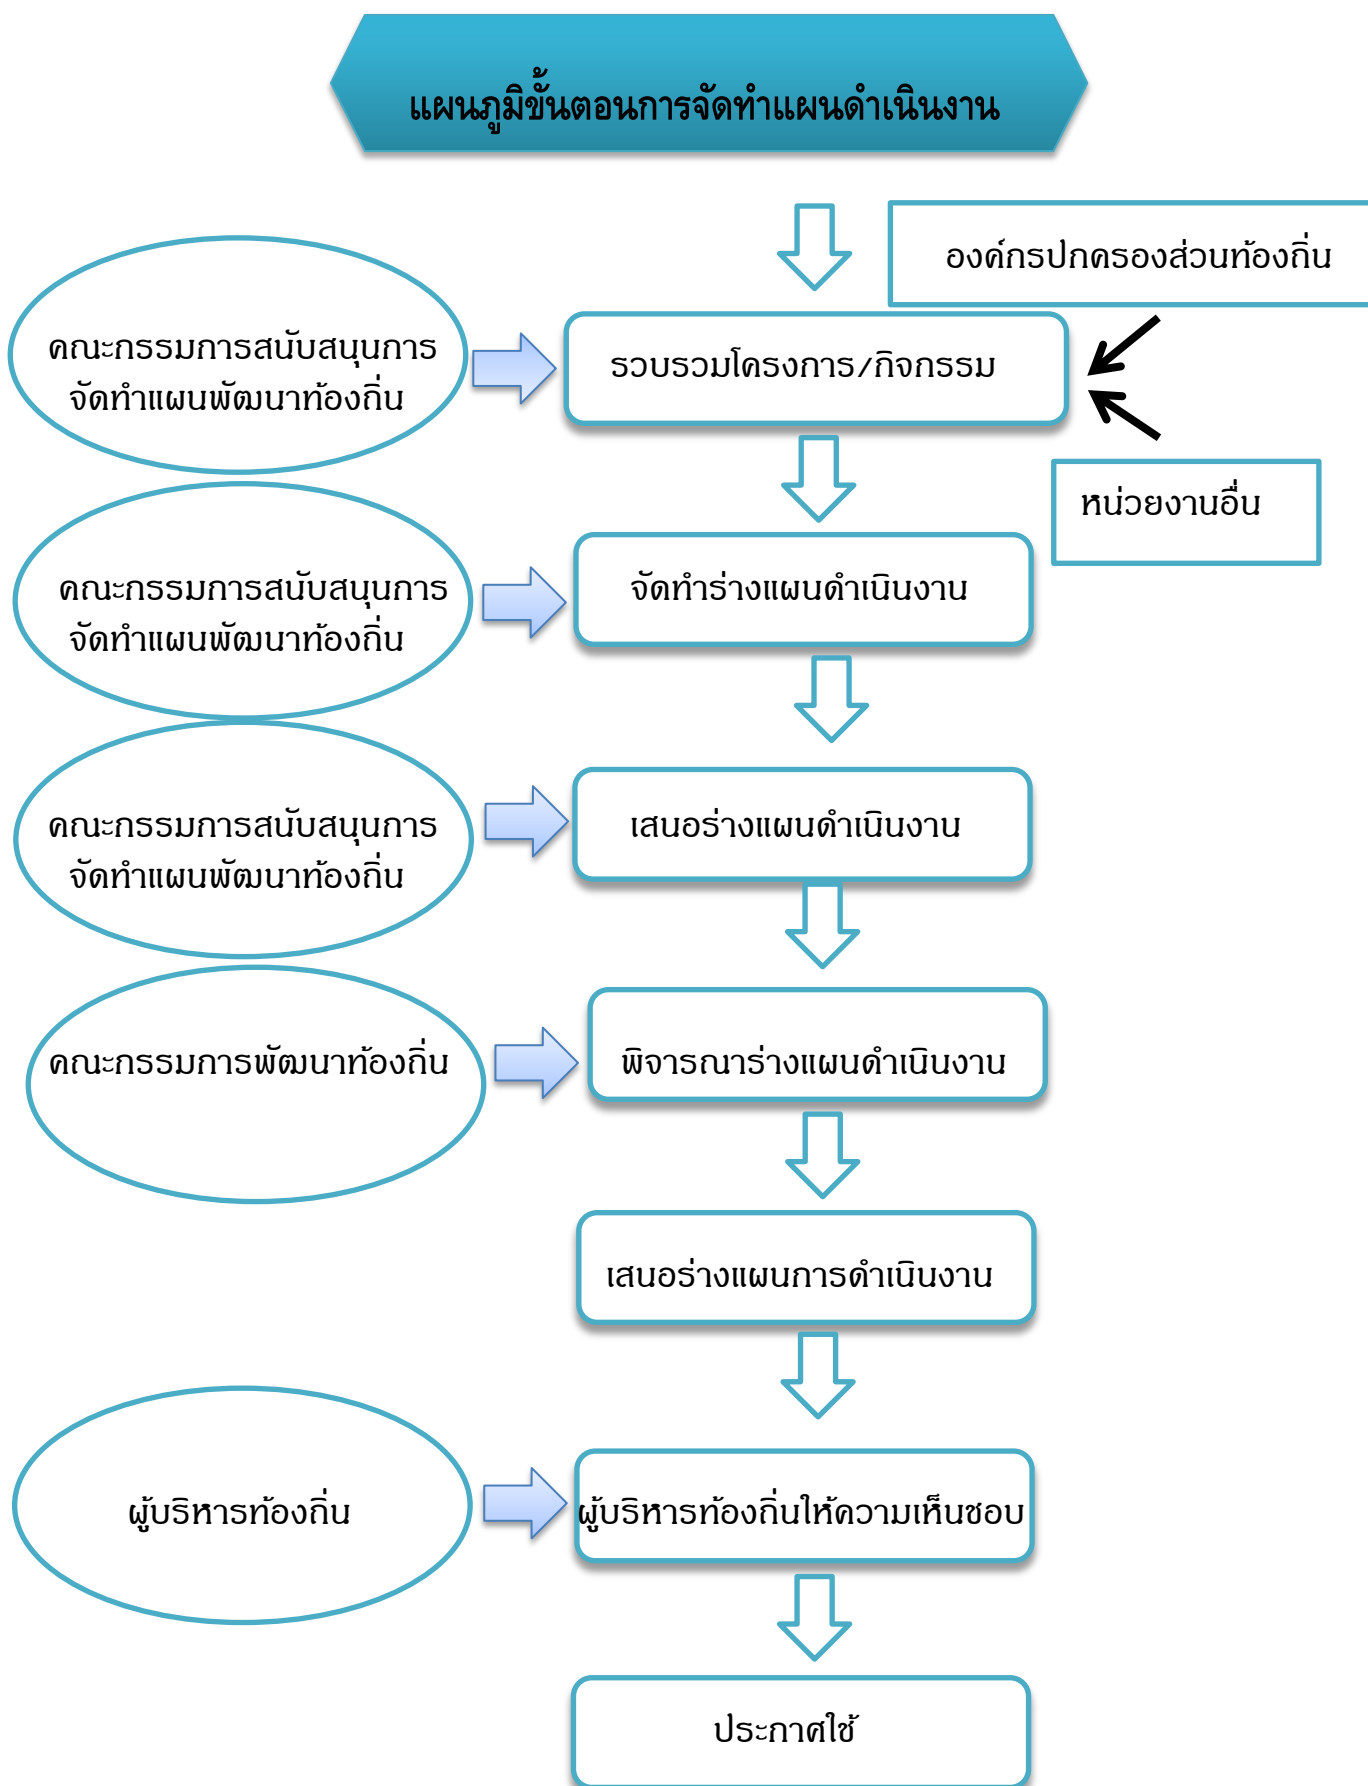 แผนภูมิขั้นตอนการจัดทำแผนดำเนินงาน
องค์กรปกครองส่วนท้องถิ่น
คณะกรรมการสนับสนุนการ
จัดทำแผนพัฒนาท้องถิ่น
รวบรวมโครงการ/กิจกรรม
หน่วยงานอื่น
คณะกรรมการสนับสนุนการ
จัดทำแผนพัฒนาท้องถิ่น
จัดทำร่างแผนดำเนินงาน
คณะกรรมการสนับสนุนการ
จัดทำแผนพัฒนาท้องถิ่น
เสนอร่างแผนดำเนินงาน
คณะกรรมการพัฒนาท้องถิ่น
พิจารณาร่างแผนดำเนินงาน
เสนอร่างแผนการดำเนินงาน
ผู้บริหารท้องถิ่น
ผู้บริหารท้องถิ่นให้ความเห็นชอบ
ประกาศใช้